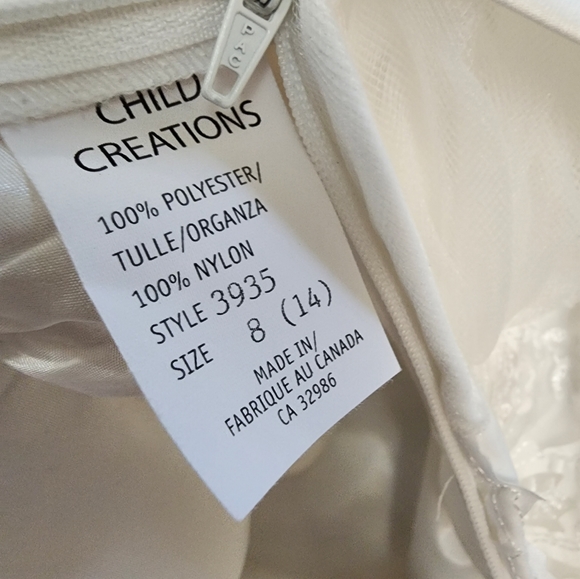 PAC
CHILD
CREATIONS
100% POLYESTER/
TULLE/ORGANZA
100% NYLON
STYLE 3935
SIZE 8 (14)
MADE IN/
FABRIQUE AU CANADA
CA 32986